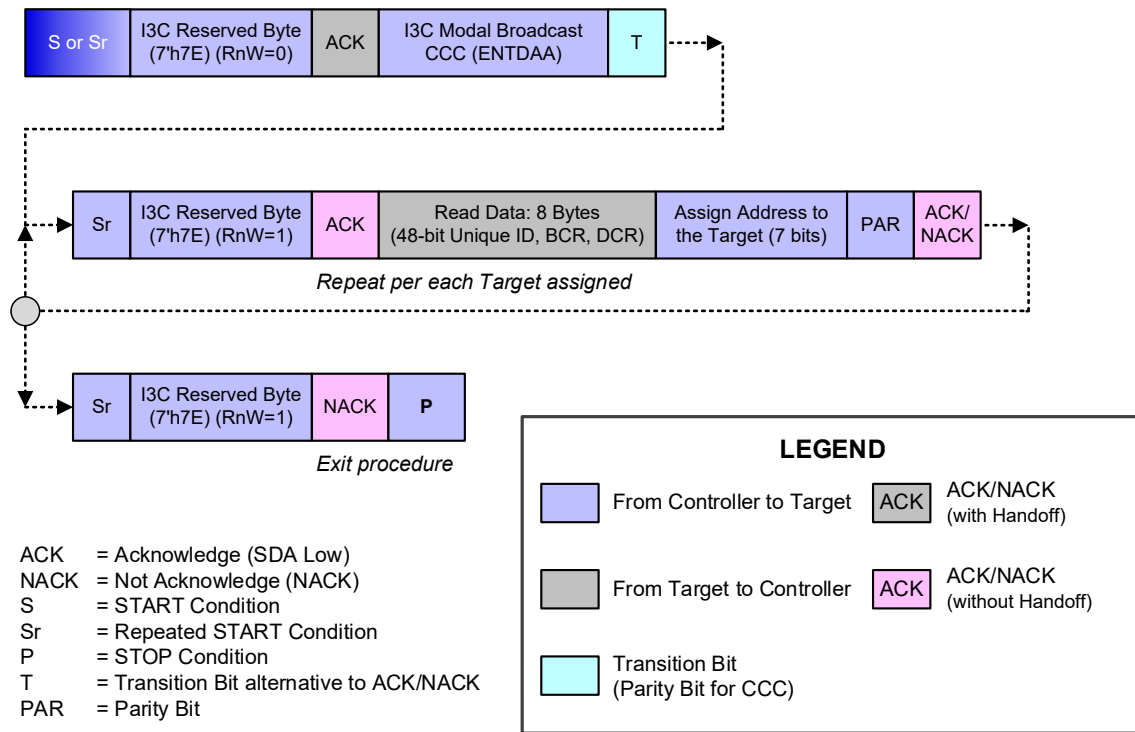 S or Sr
I3C Reserved Byte
(7'h7E) (RnW=0)
ACK
I3C Modal Broadcast
CCC (ENTDAA)
T
Sr
I3C Reserved Byte
(7'h7E) (RnW=1)
ACK
Read Data: 8 Bytes
(48-bit Unique ID, BCR, DCR)
Assign Address to
the Target (7 bits)
PAR
ACK/
NACK
Repeat per each Target assigned
Sr
I3C Reserved Byte
(7'h7E) (RnW=1)
NACK
P
Exit procedure
LEGEND
From Controller to Target
ACK
ACK/NACK
(with Handoff)
From Target to Controller
ACK
ACK/NACK
(without Handoff)
Transition Bit
(Parity Bit for CCC)
ACK = Acknowledge (SDA Low)
NACK = Not Acknowledge (NACK)
S = START Condition
Sr = Repeated START Condition
P = STOP Condition
T = Transition Bit alternative to ACK/NACK
PAR = Parity Bit